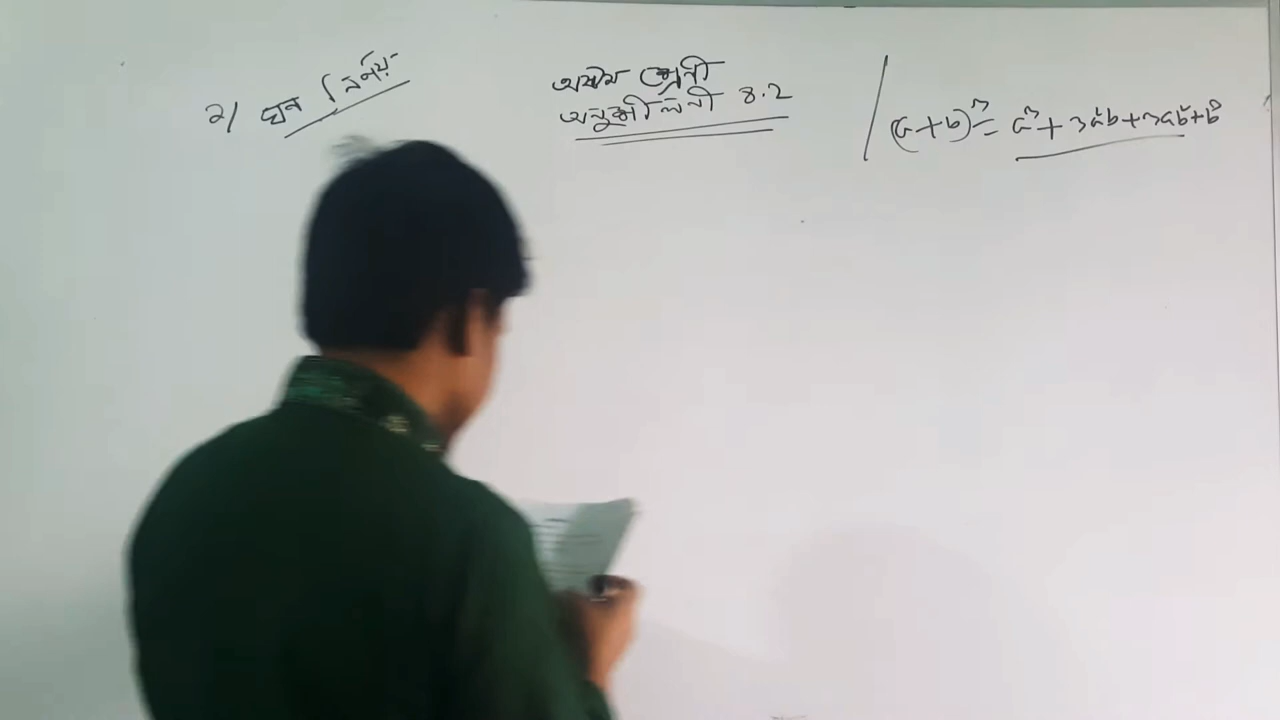 ২/ ঘন নির্ণয়
অষ্টম শ্রেনী
অনুশীলনী ৪.২
(a+b)³ = a³ + 3a²b + 3ab² + b³